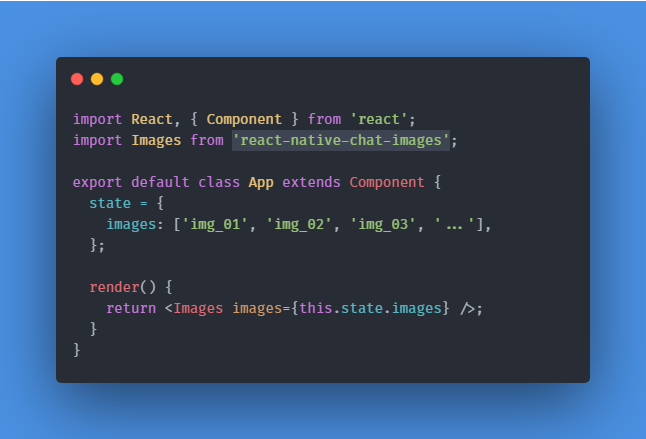 import React, { Component } from 'react';
import Images from 'react-native-chat-images';
export default class App extends Component {
state = {
images: ['img_01', 'img_02', 'img_03', '...'],
};
render() {
return <Images images={this.state.images} />;
}
}